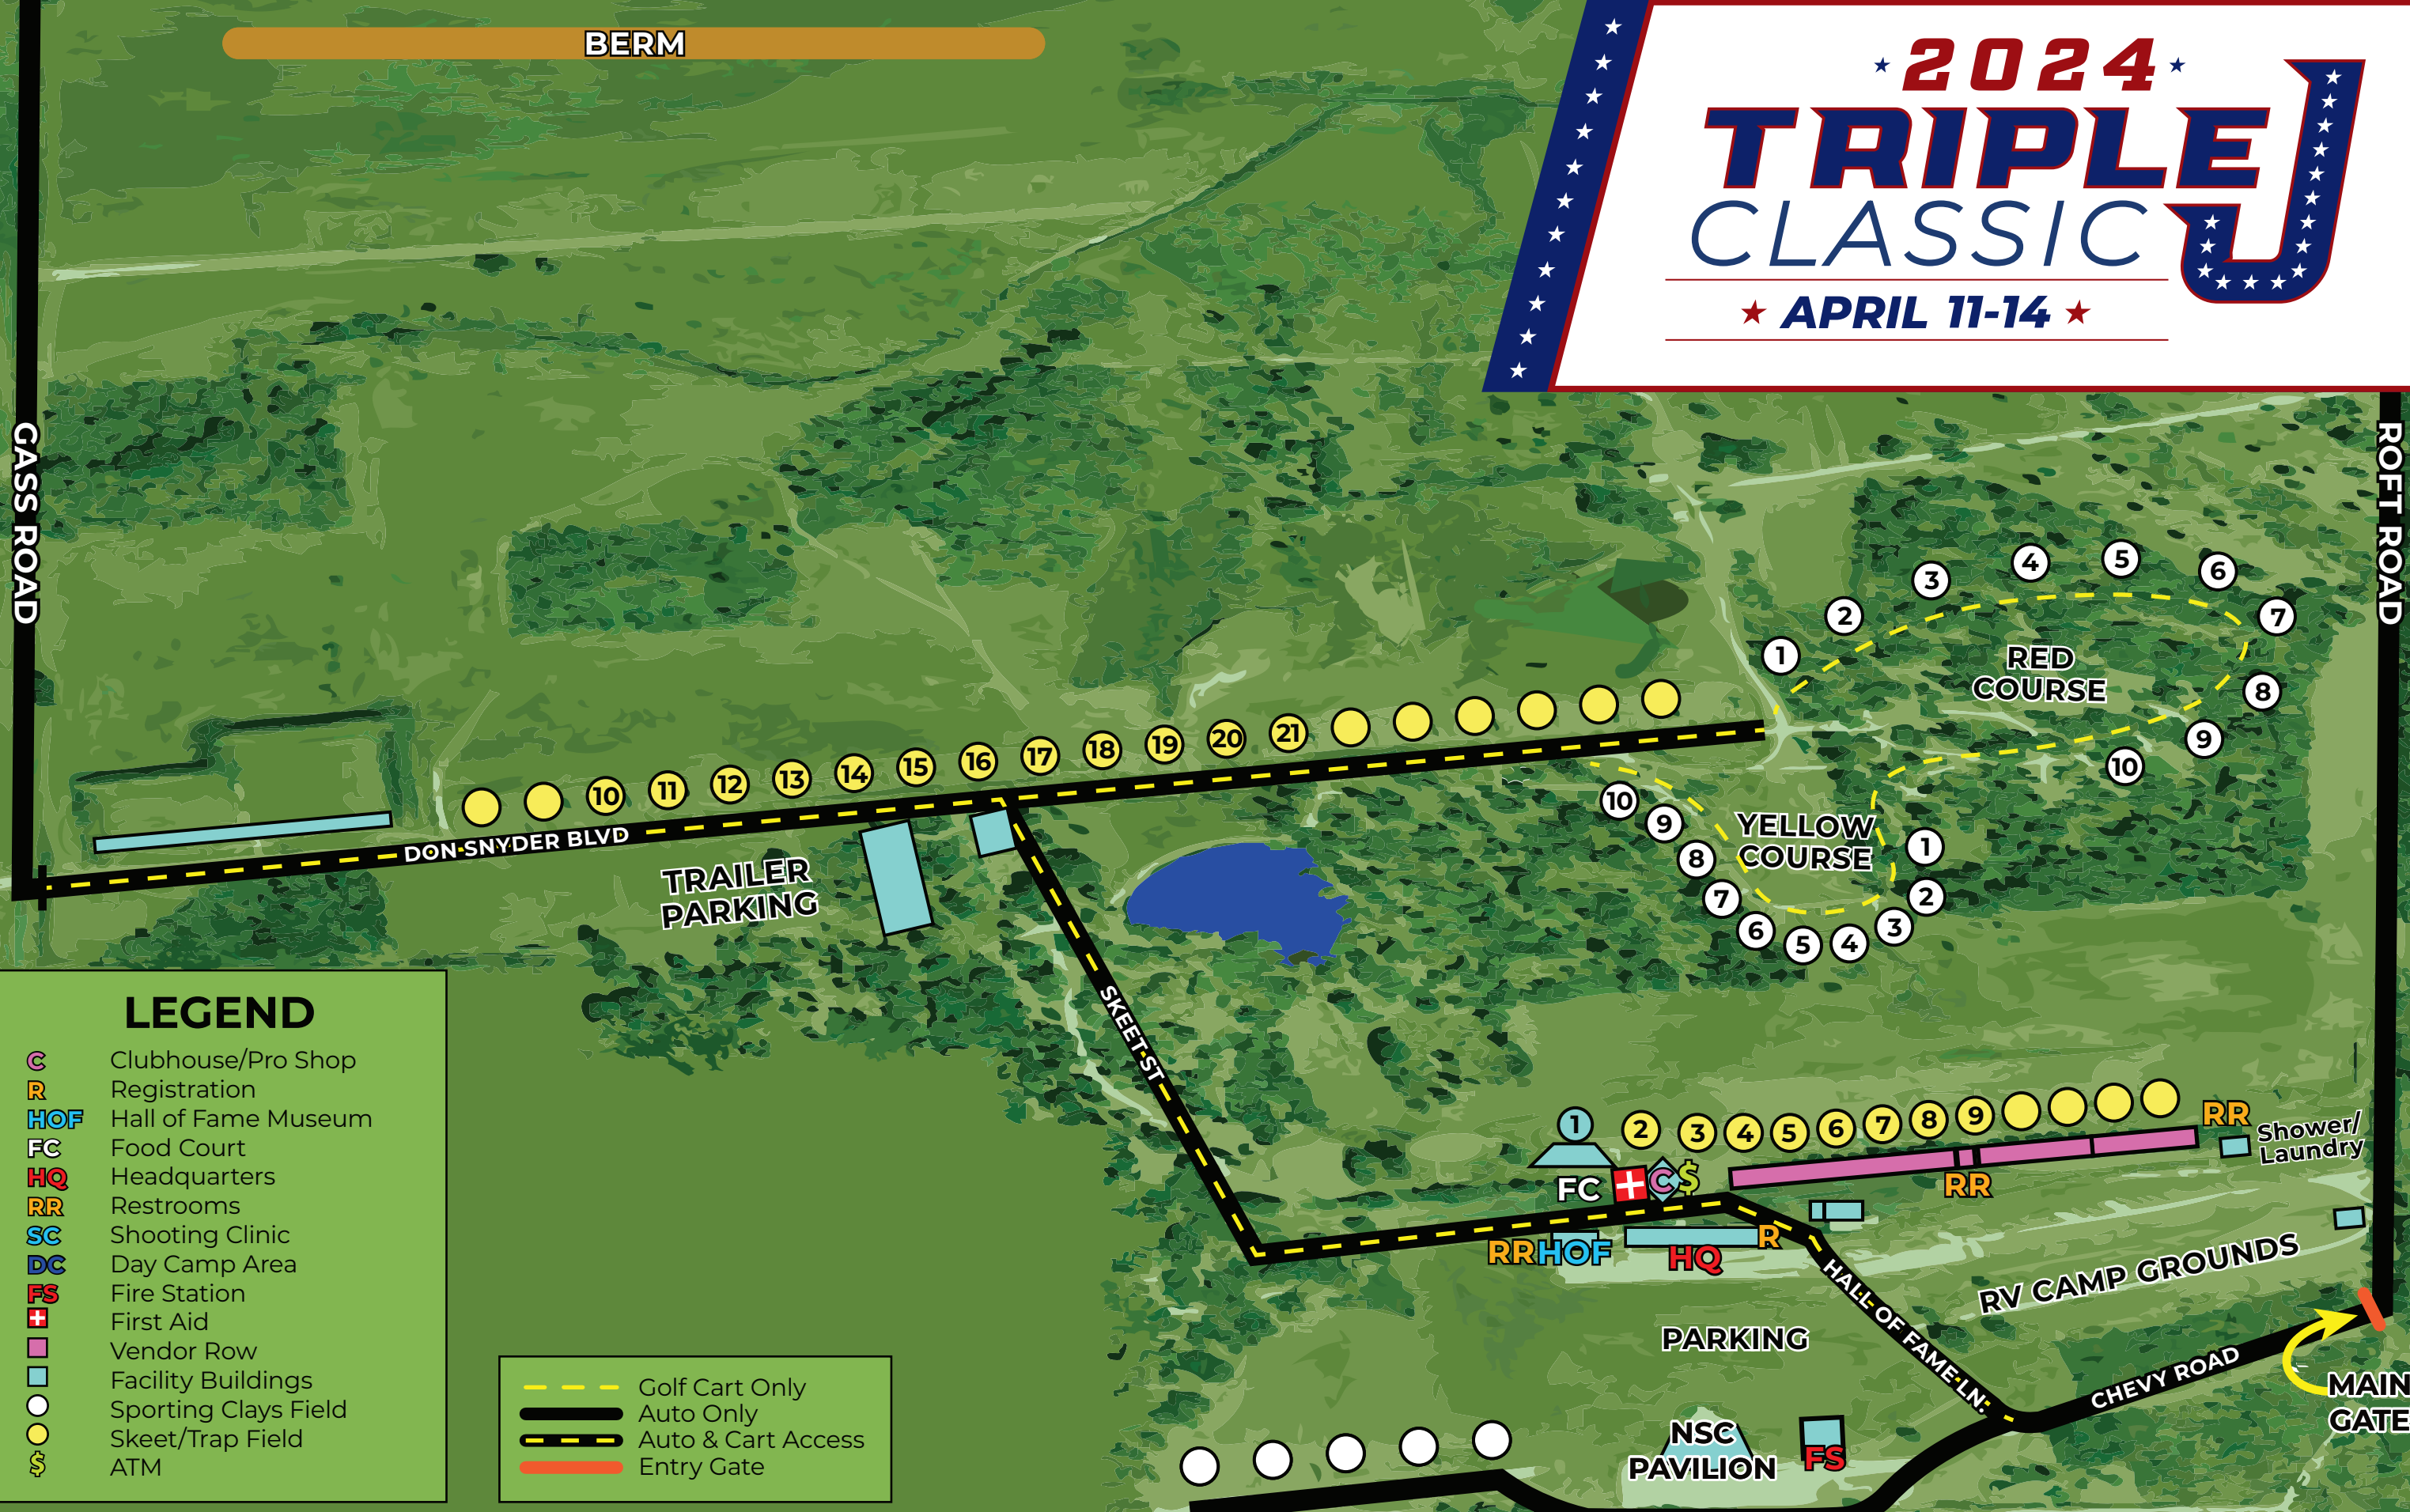 BERM
2024
TRIPLE J
CLASSIC
APRIL 11-14
GASS ROAD
ROFT ROAD
1
2
3
4
5
6
7
8
9
10
RED
COURSE
10
11
12
13
14
15
16
17
18
19
20
21
DON SNYDER BLVD
TRAILER
PARKING
YELLOW
COURSE
1
2
3
4
5
6
7
8
9
10
SKEET ST
1
2
3
4
5
6
7
8
9
RR
Shower/
Laundry
FC
C
$
RR
RR
HOF
HQ
R
HALL OF FAME LN.
RV CAMP GROUNDS
PARKING
CHEVY ROAD
MAIN
GATE
NSC
PAVILION
FS
LEGEND
C Clubhouse/Pro Shop
R Registration
HOF Hall of Fame Museum
FC Food Court
HQ Headquarters
RR Restrooms
SC Shooting Clinic
DC Day Camp Area
FS Fire Station
First Aid
Vendor Row
Facility Buildings
Sporting Clays Field
Skeet/Trap Field
$ ATM
Golf Cart Only
Auto Only
Auto & Cart Access
Entry Gate